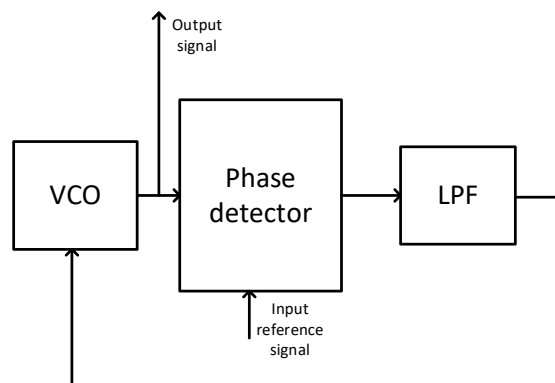 Output
signal
VCO
Phase
detector
LPF
Input
reference
signal